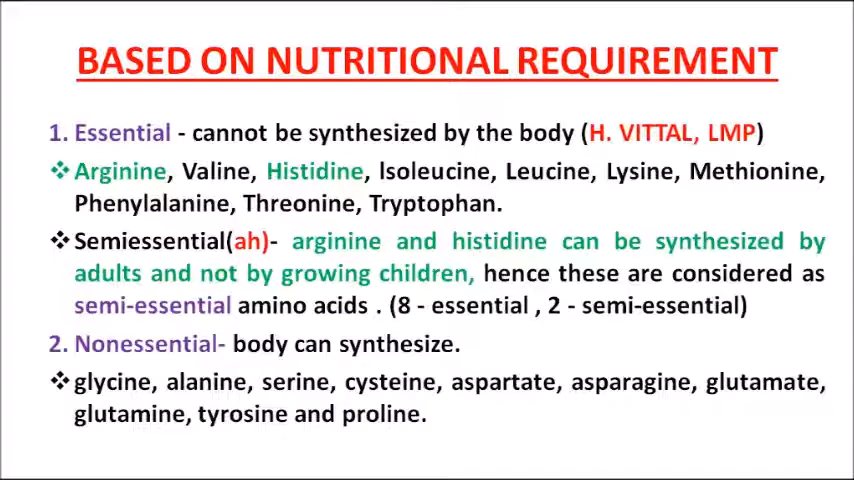 BASED ON NUTRITIONAL REQUIREMENT
1. Essential - cannot be synthesized by the body (H. VITTAL, LMP)
❖Arginine, Valine, Histidine, Isoleucine, Leucine, Lysine, Methionine,
Phenylalanine, Threonine, Tryptophan.
❖Semiessential(ah)- arginine and histidine can be synthesized by
adults and not by growing children, hence these are considered as
semi-essential amino acids . (8 - essential , 2 - semi-essential)
2. Nonessential- body can synthesize.
❖glycine, alanine, serine, cysteine, aspartate, asparagine, glutamate,
glutamine, tyrosine and proline.